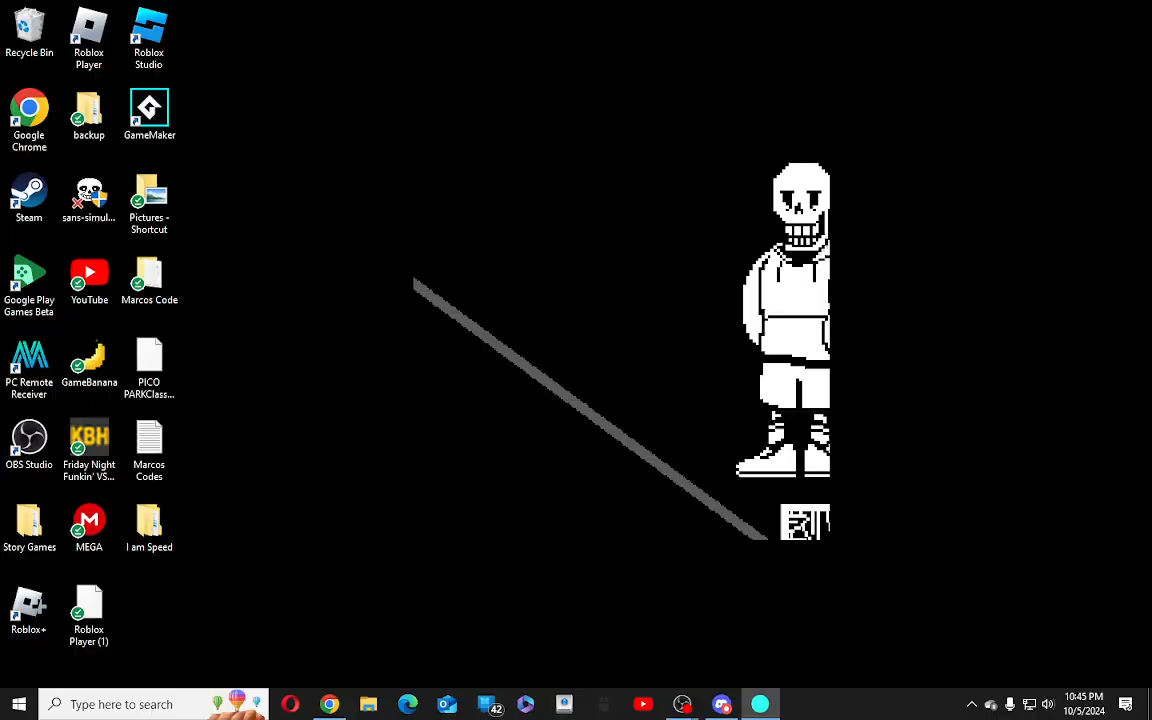 Recycle Bin
Roblox
Player
Roblox
Studio
Google
Chrome
backup
GameMaker
Steam
sans-simul...
Pictures -
Shortcut
Google Play
Games Beta
YouTube
Marcos Code
PC Remote
Receiver
GameBanana
PICO
PARKClass...
OBS Studio
KBH
Friday Night
Funkin' VS...
Marcos
Codes
Story Games
MEGA
I am Speed
Roblox+
Roblox
Player (1)
Type here to search
42
10:45 PM
10/5/2024